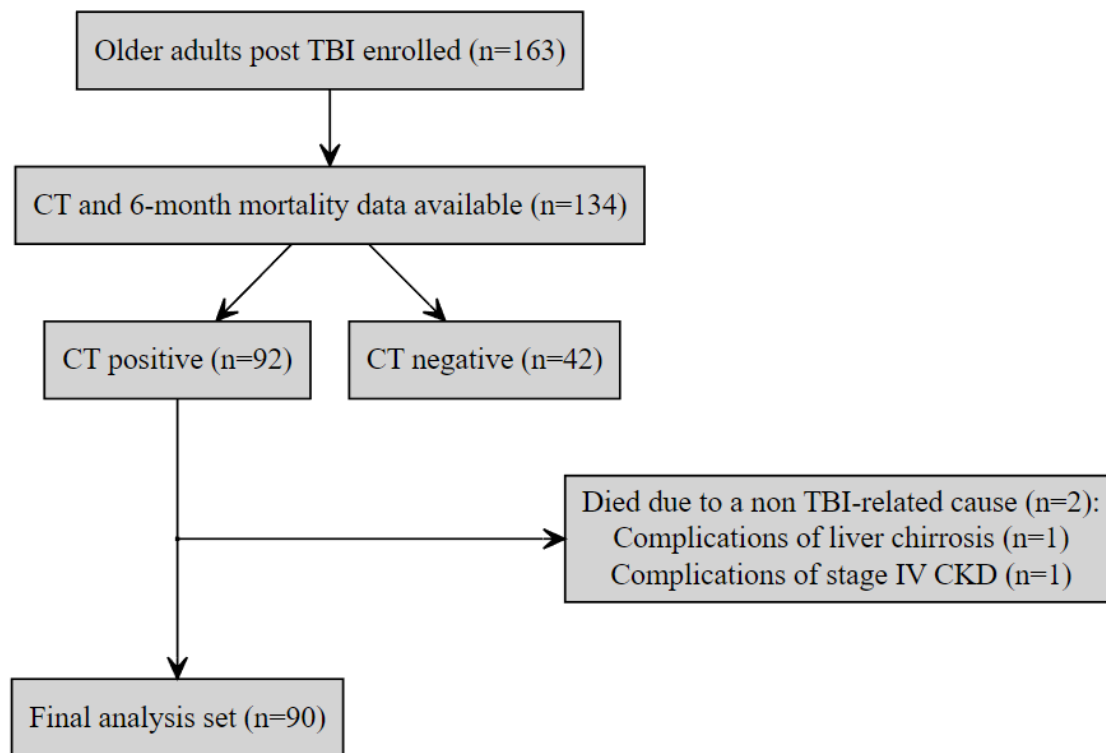 Older adults post TBI enrolled (n=163)
CT and 6-month mortality data available (n=134)
CT positive (n=92)
CT negative (n=42)
Died due to a non TBI-related cause (n=2):
Complications of liver chirrosis (n=1)
Complications of stage IV CKD (n=1)
Final analysis set (n=90)